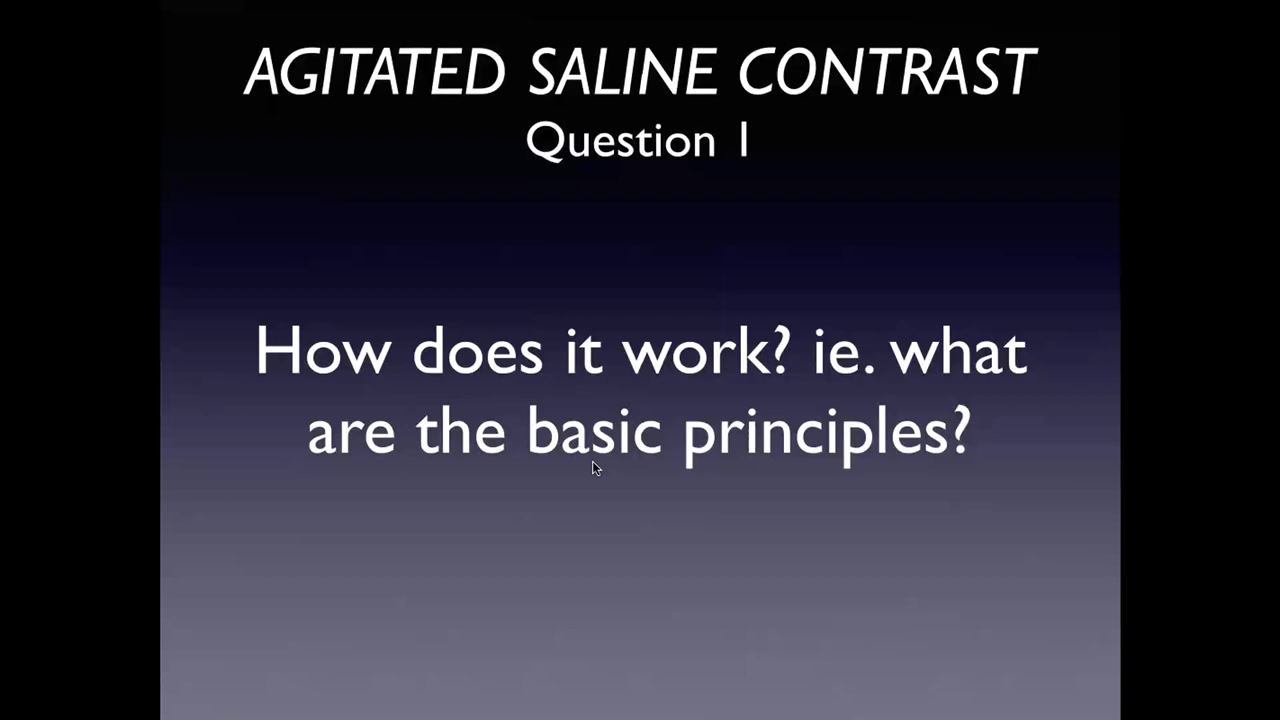 AGITATED SALINE CONTRAST
Question 1
How does it work? ie. what
are the basic principles?